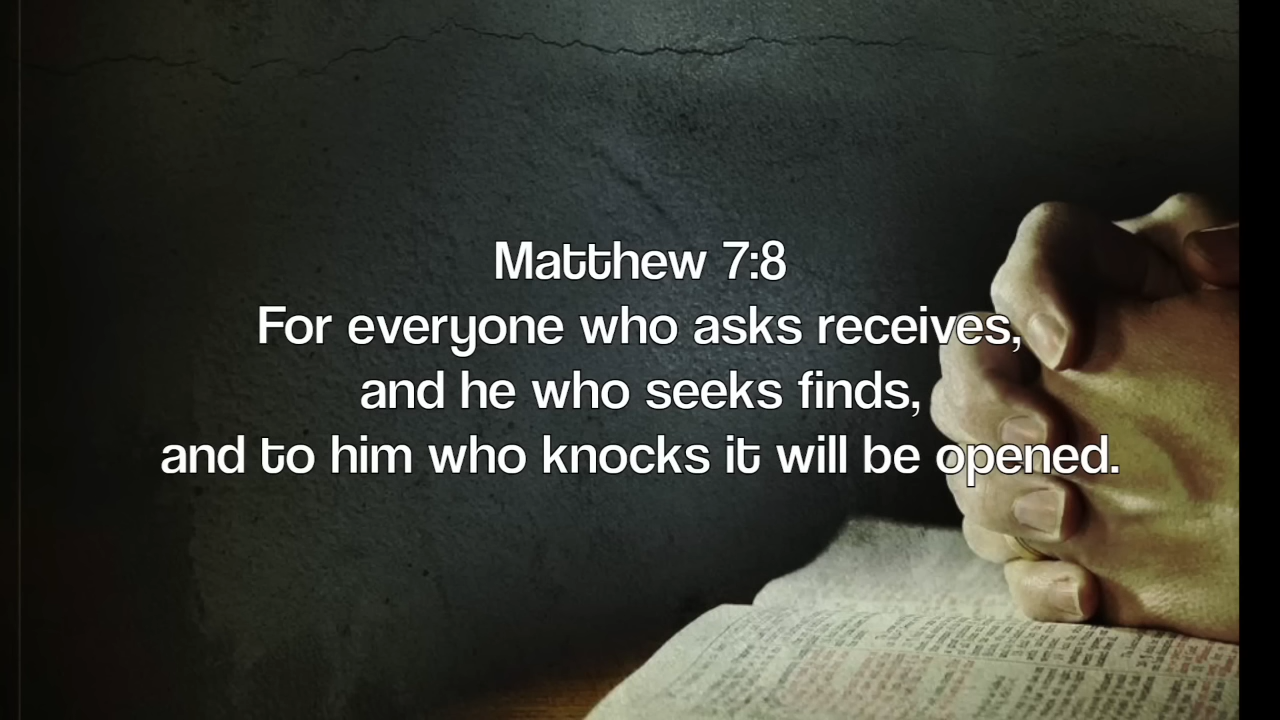 Matthew 7:8
For everyone who asks receives,
and he who seeks finds,
and to him who knocks it will be opened.